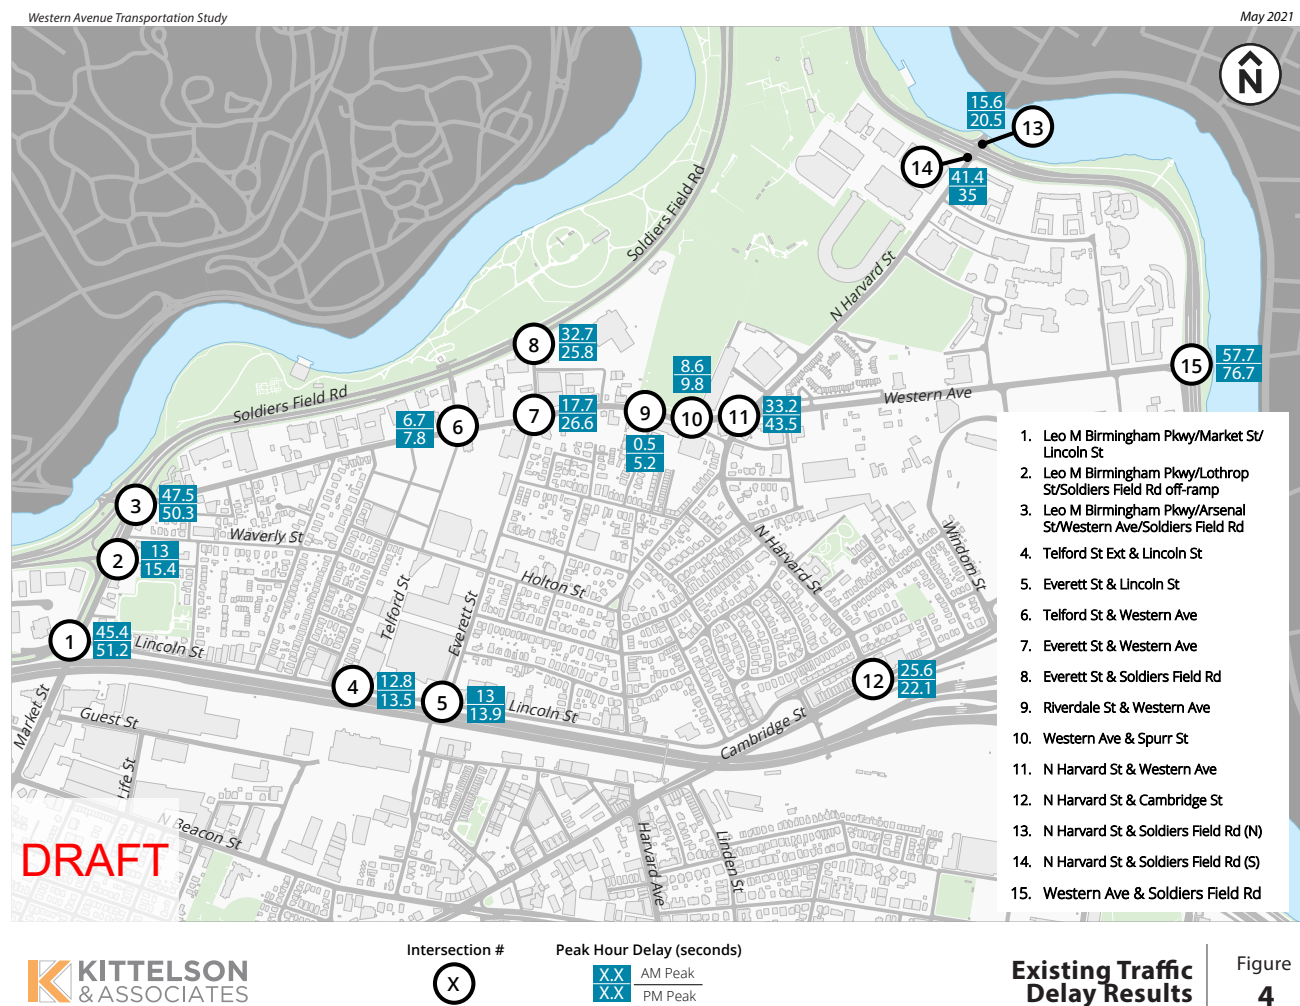 Western Avenue Transportation Study
May 2021
N
15.6
20.5
13
14
41.4
35
Soldiers Field Rd
N Harvard St
8
32.7
25.8
15
57.7
76.7
8.6
9.8
Western Ave
Soldiers Field Rd
6.7
7.8
6
7
17.7
26.6
9
10
11
33.2
43.5
0.5
5.2
3
47.5
50.3
Waverly St
2
13
15.4
Holton St
N Harvard St
Windom St
Telford St
Everett St
1
45.4
51.2
Lincoln St
4
12.8
13.5
5
13
13.9
Lincoln St
12
25.6
22.1
Market St
Guest St
Cambridge St
Life St
N Beacon St
Harvard Ave
Linden St
DRAFT
1. Leo M Birmingham Pkwy/Market St/
Lincoln St
2. Leo M Birmingham Pkwy/Lothrop
St/Soldiers Field Rd off-ramp
3. Leo M Birmingham Pkwy/Arsenal
St/Western Ave/Soldiers Field Rd
4. Telford St Ext & Lincoln St
5. Everett St & Lincoln St
6. Telford St & Western Ave
7. Everett St & Western Ave
8. Everett St & Soldiers Field Rd
9. Riverdale St & Western Ave
10. Western Ave & Spurr St
11. N Harvard St & Western Ave
12. N Harvard St & Cambridge St
13. N Harvard St & Soldiers Field Rd (N)
14. N Harvard St & Soldiers Field Rd (S)
15. Western Ave & Soldiers Field Rd
KITTELSON
& ASSOCIATES
Intersection #
X
Peak Hour Delay (seconds)
X.X AM Peak
X.X PM Peak
Existing Traffic
Delay Results
Figure
4